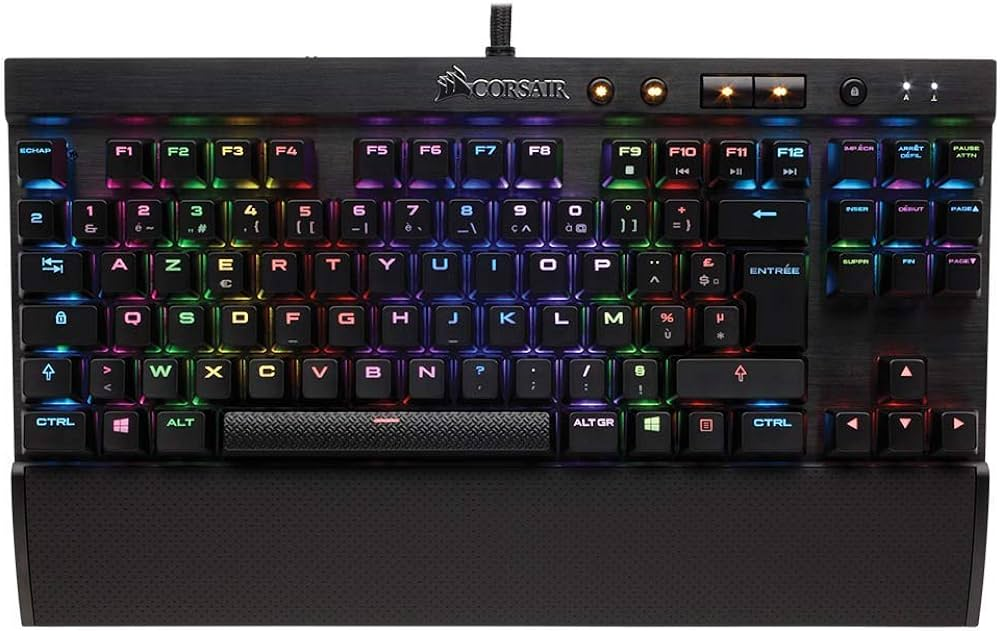 CORSAIR
A
ECHAP F1 F2 F3 F4 F5 F6 F7 F8 F9 F10 F11 F12 IMP.ÉCR ARRÊT DÉFIL PAUSE ATTN
2 1 & 2 é ~ 3 " # 4 ' { 5 ( [ 6 - | 7 è ` 8 _ \ 9 ç ^ 0 à @ ° ) ] + = } INSER DÉBUT PAGE▲
A Z E € R T Y U I O P ¨ ^ £ $ ¤ ENTRÉE SUPPR FIN PAGE▼
Q S D F G H J K L M % ù µ *
> < W X C V B N ? , . ; / : § !
CTRL ALT ALT GR CTRL